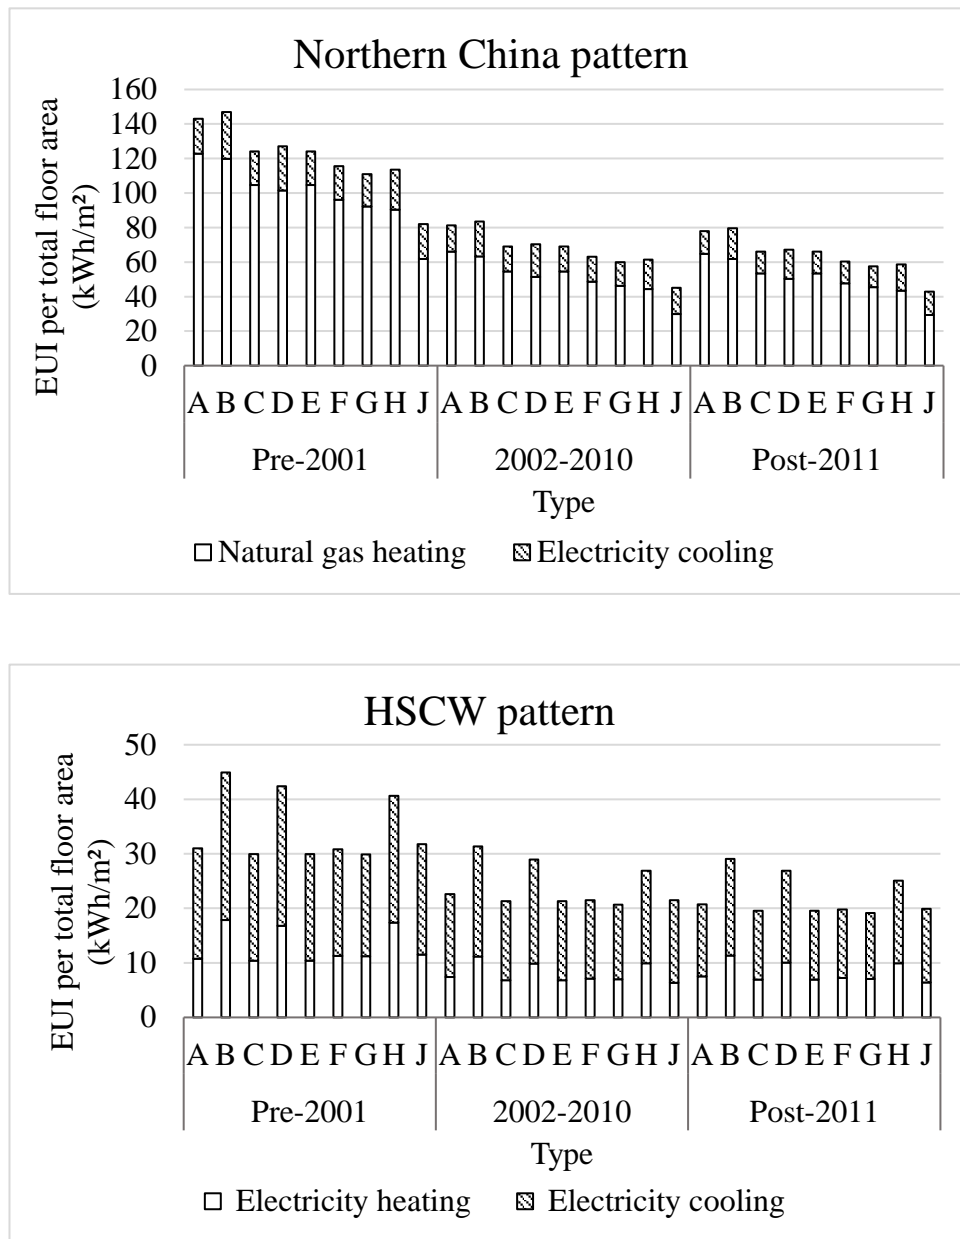 Northern China pattern
EUI per total floor area
(kWh/m²)
160
140
120
100
80
60
40
20
0
A B C D E F G H J A B C D E F G H J A B C D E F G H J
Pre-2001 2002-2010 Post-2011
Type
Natural gas heating Electricity cooling
HSCW pattern
EUI per total floor area
(kWh/m²)
50
40
30
20
10
0
A B C D E F G H J A B C D E F G H J A B C D E F G H J
Pre-2001 2002-2010 Post-2011
Type
Electricity heating Electricity cooling